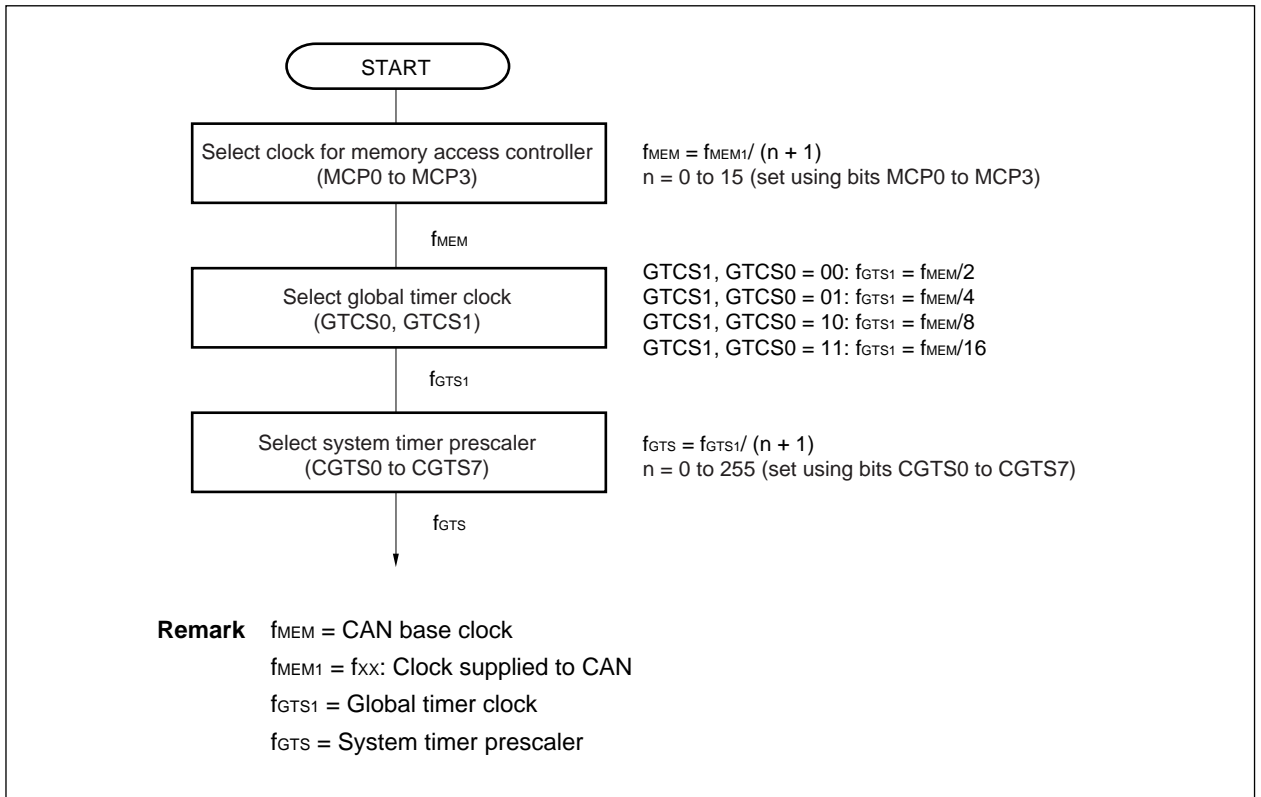 START
Select clock for memory access controller
(MCP0 to MCP3)
fMEM = fMEM1/ (n + 1)
n = 0 to 15 (set using bits MCP0 to MCP3)
fMEM
Select global timer clock
(GTCS0, GTCS1)
GTCS1, GTCS0 = 00: fGTS1 = fMEM/2
GTCS1, GTCS0 = 01: fGTS1 = fMEM/4
GTCS1, GTCS0 = 10: fGTS1 = fMEM/8
GTCS1, GTCS0 = 11: fGTS1 = fMEM/16
fGTS1
Select system timer prescaler
(CGTS0 to CGTS7)
fGTS = fGTS1/ (n + 1)
n = 0 to 255 (set using bits CGTS0 to CGTS7)
fGTS
Remark fMEM = CAN base clock
fMEM1 = fXX: Clock supplied to CAN
fGTS1 = Global timer clock
fGTS = System timer prescaler